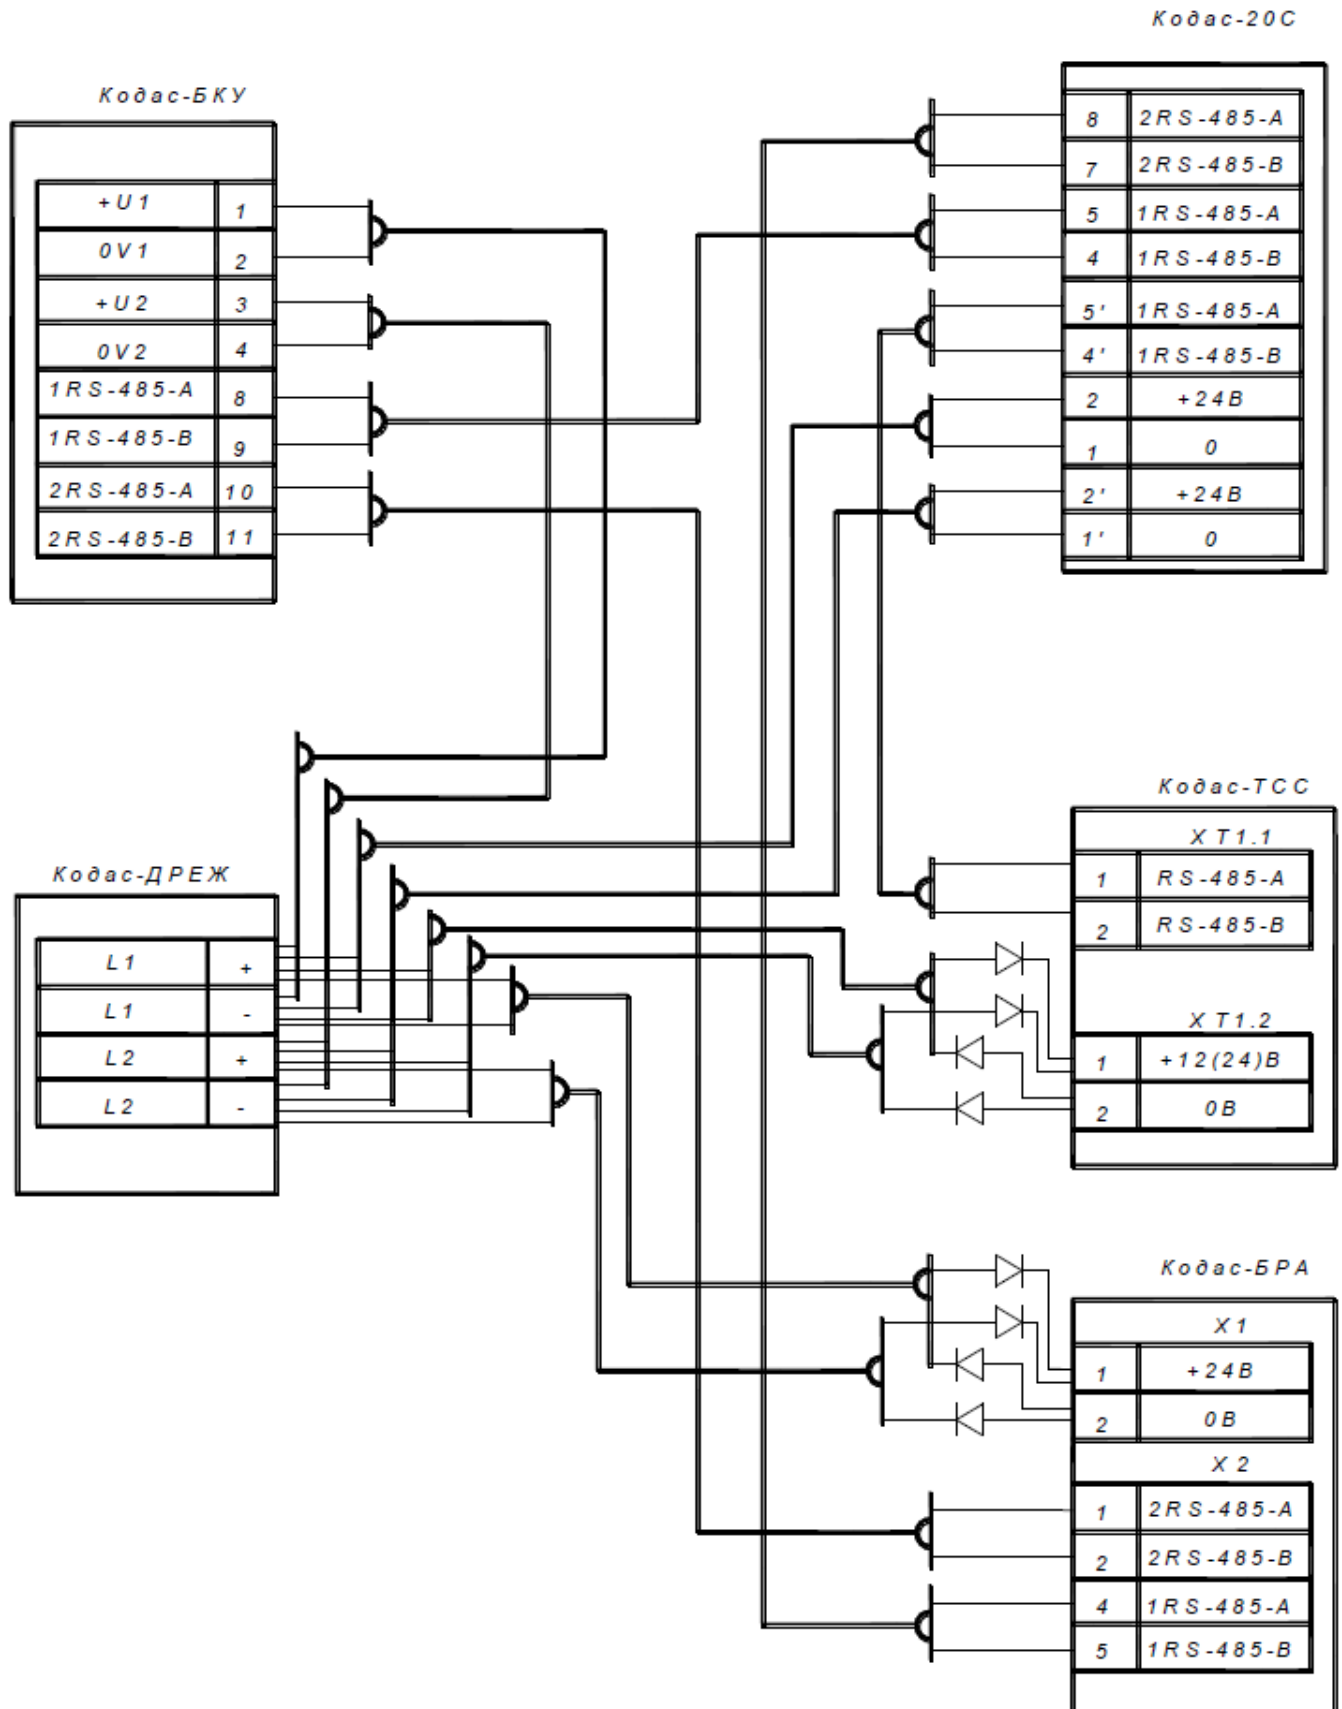 Кодас-20С
8 2RS-485-A
7 2RS-485-B
5 1RS-485-A
4 1RS-485-B
5' 1RS-485-A
4' 1RS-485-B
2 +24В
1 0
2' +24В
1' 0
Кодас-БКУ
+U1 1
0V1 2
+U2 3
0V2 4
1RS-485-A 8
1RS-485-B 9
2RS-485-A 10
2RS-485-B 11
Кодас-ДРЕЖ
L1 +
L1 -
L2 +
L2 -
Кодас-ТСС
XT1.1
1 RS-485-A
2 RS-485-B
XT1.2
1 +12(24)В
2 0В
Кодас-БРА
X1
1 +24В
2 0В
X2
1 2RS-485-A
2 2RS-485-B
4 1RS-485-A
5 1RS-485-B